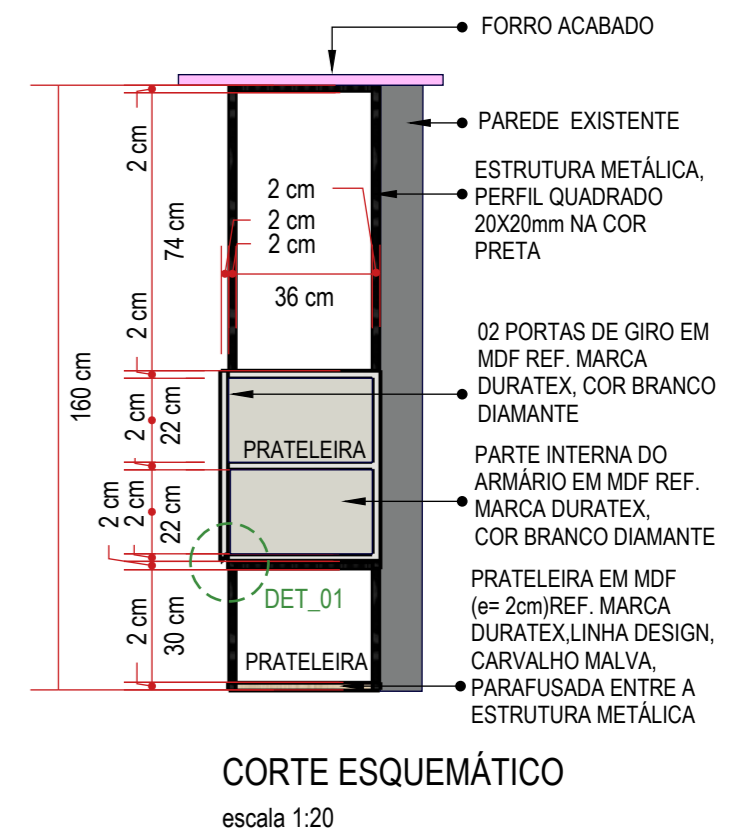 FORRO ACABADO
PAREDE EXISTENTE
ESTRUTURA METÁLICA,
PERFIL QUADRADO
20X20mm NA COR
PRETA
02 PORTAS DE GIRO EM
MDF REF. MARCA
DURATEX, COR BRANCO
DIAMANTE
PARTE INTERNA DO
ARMÁRIO EM MDF REF.
MARCA DURATEX,
COR BRANCO DIAMANTE
PRATELEIRA EM MDF
(e= 2cm)REF. MARCA
DURATEX,LINHA DESIGN,
CARVALHO MALVA,
PARAFUSADA ENTRE A
ESTRUTURA METÁLICA
160 cm
2 cm
74 cm
2 cm
2 cm
22 cm
2 cm
2 cm
22 cm
2 cm
30 cm
2 cm
2 cm
2 cm
36 cm
PRATELEIRA
DET_01
PRATELEIRA
CORTE ESQUEMÁTICO
escala 1:20